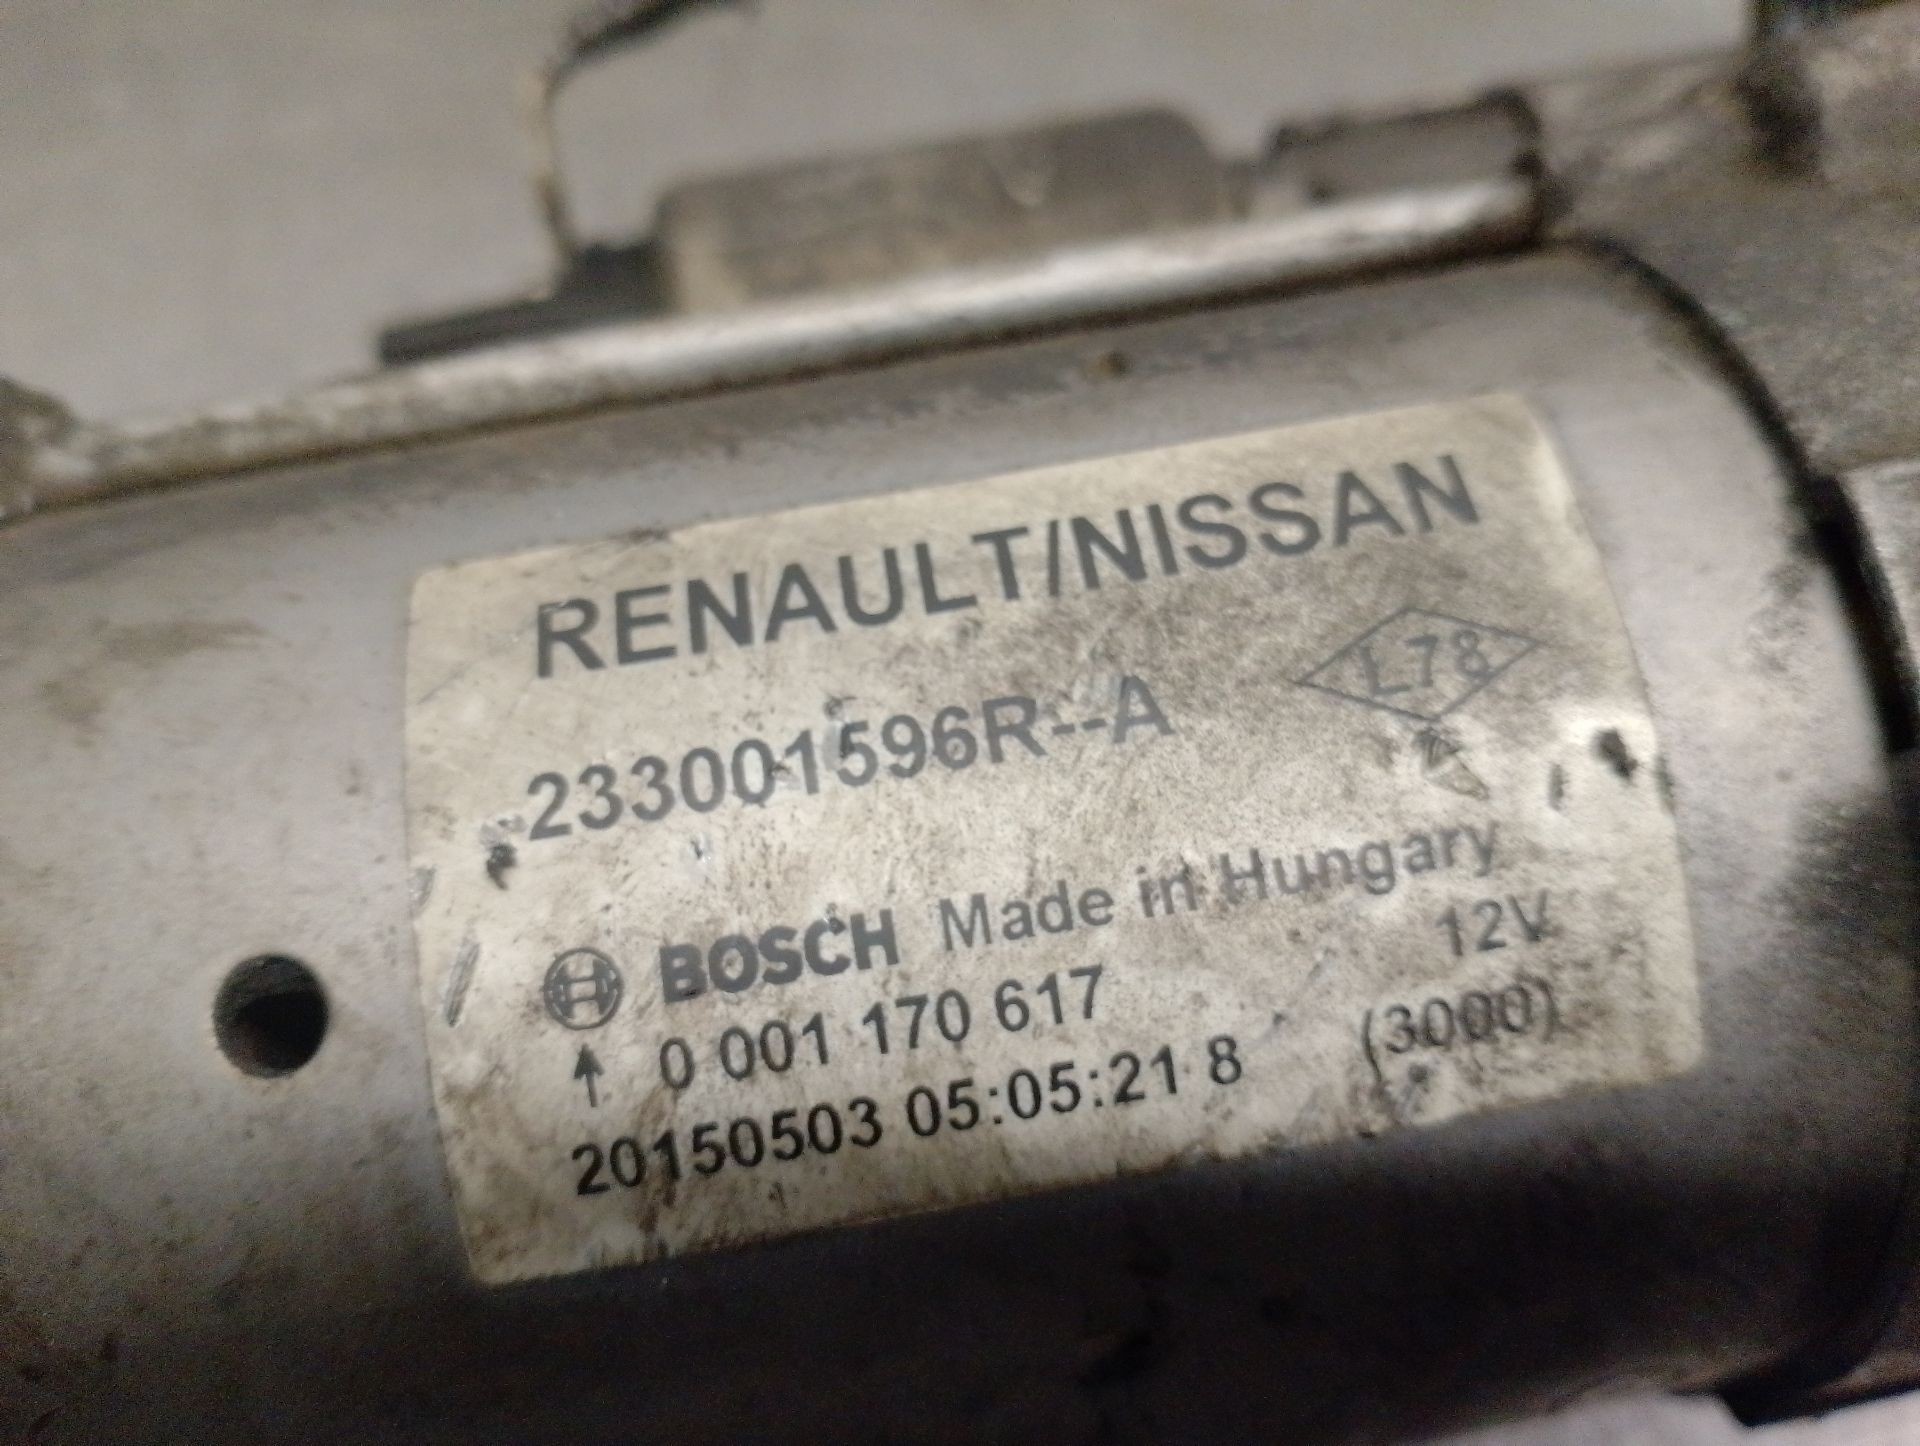 RENAULT/NISSAN
L78
233001596R--A
BOSCH Made in Hungary
12V
↑ 0 001 170 617
(3000)
20150503 05:05:21 8